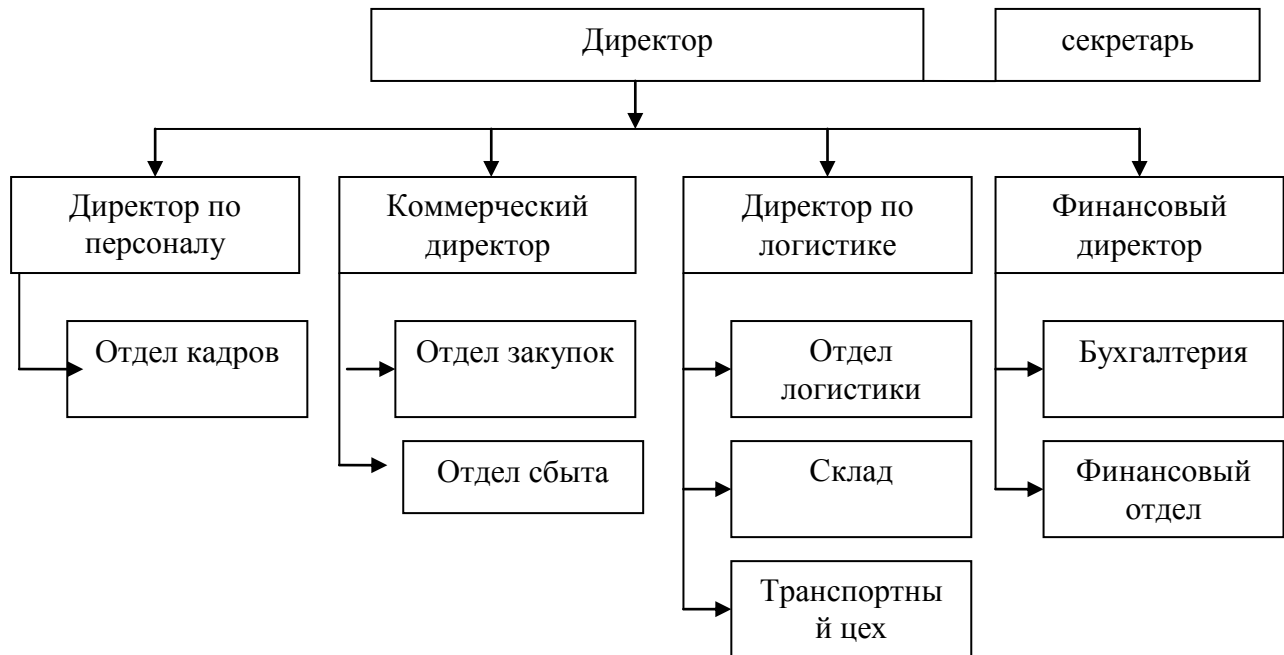 Директор
секретарь
Директор по
персоналу
Коммерческий
директор
Директор по
логистике
Финансовый
директор
Отдел кадров
Отдел закупок
Отдел
логистики
Бухгалтерия
Отдел сбыта
Склад
Финансовый
отдел
Транспортны
й цех